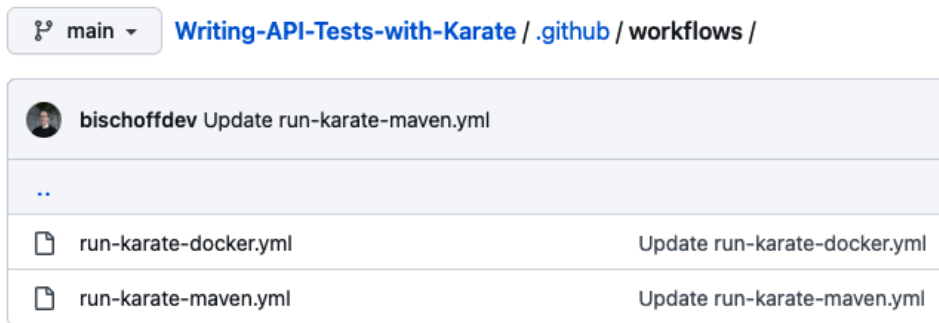 main Writing-API-Tests-with-Karate / .github / workflows /
bischoffdev Update run-karate-maven.yml
..
run-karate-docker.yml Update run-karate-docker.yml
run-karate-maven.yml Update run-karate-maven.yml